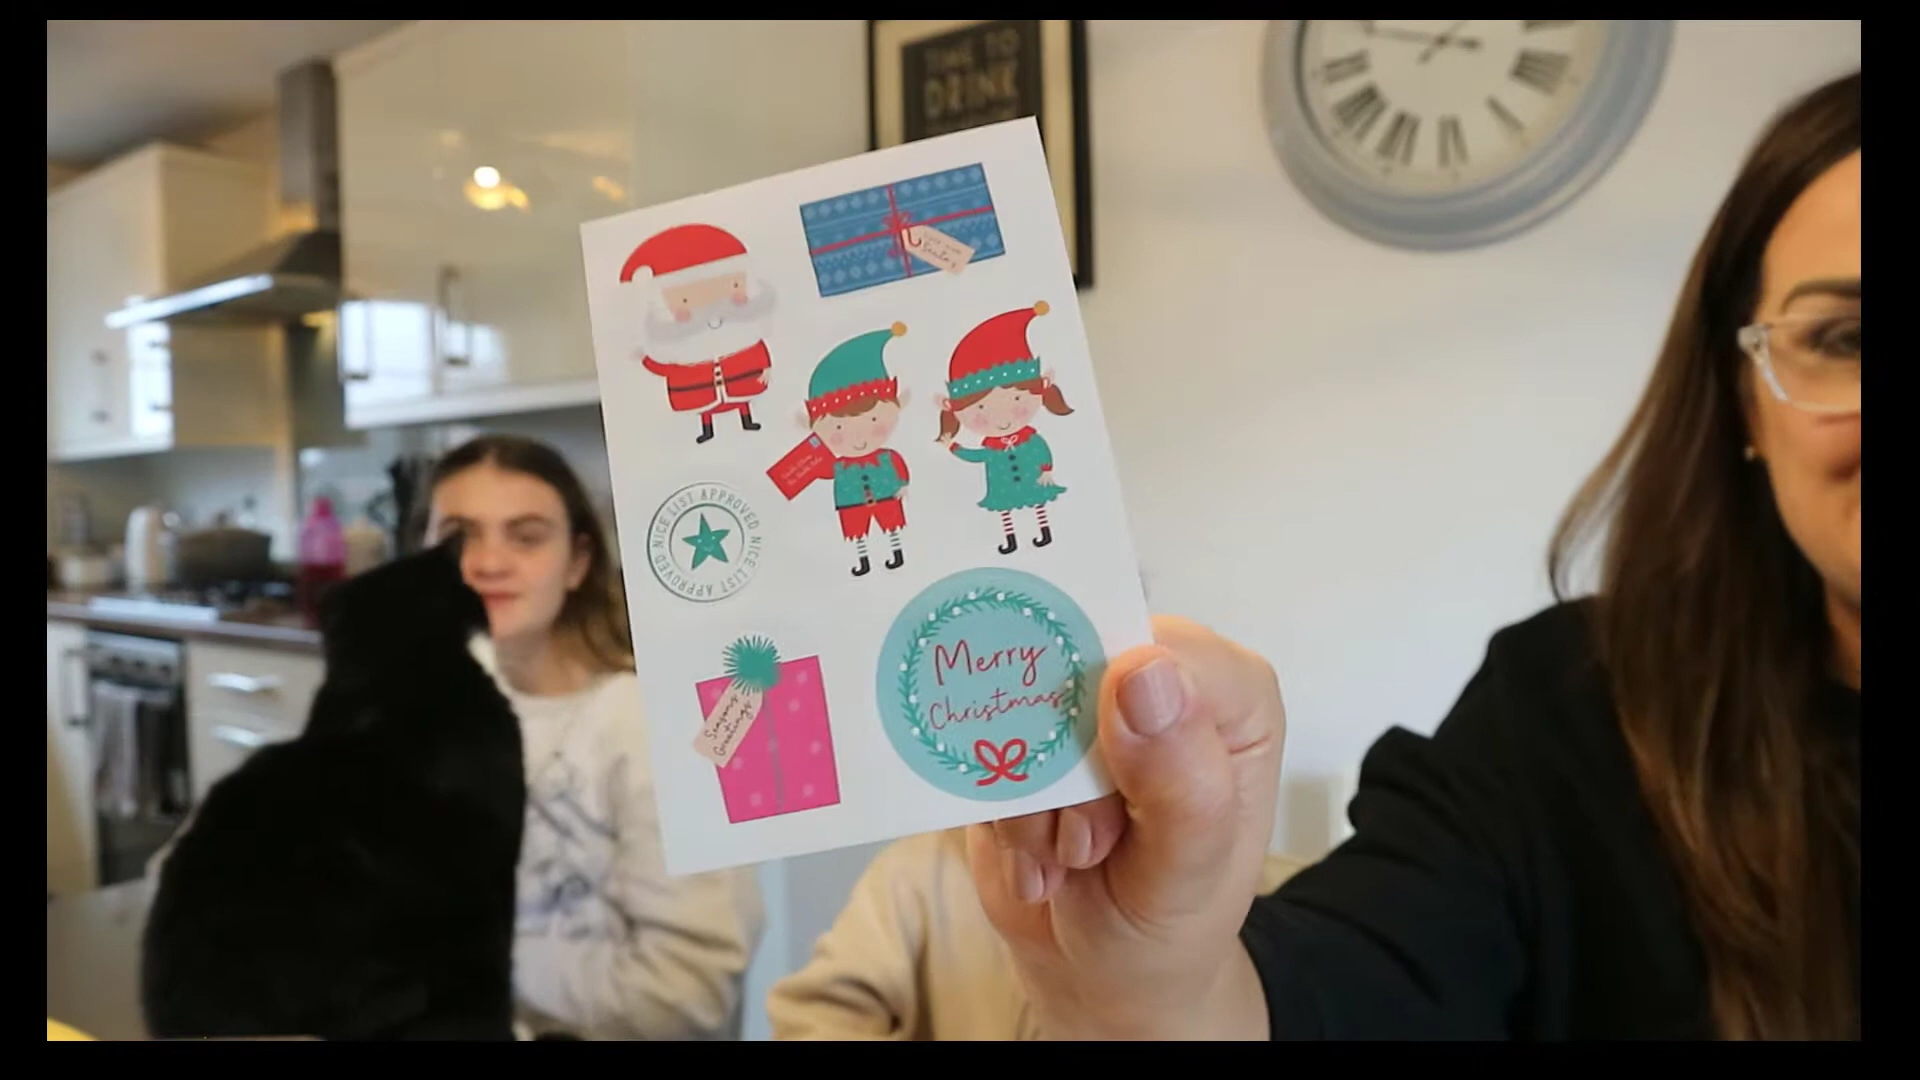 TIME TO
DRINK
NICE LIST APPROVED NICE LIST APPROVED
Merry
Christmas
Seasons
Greetings